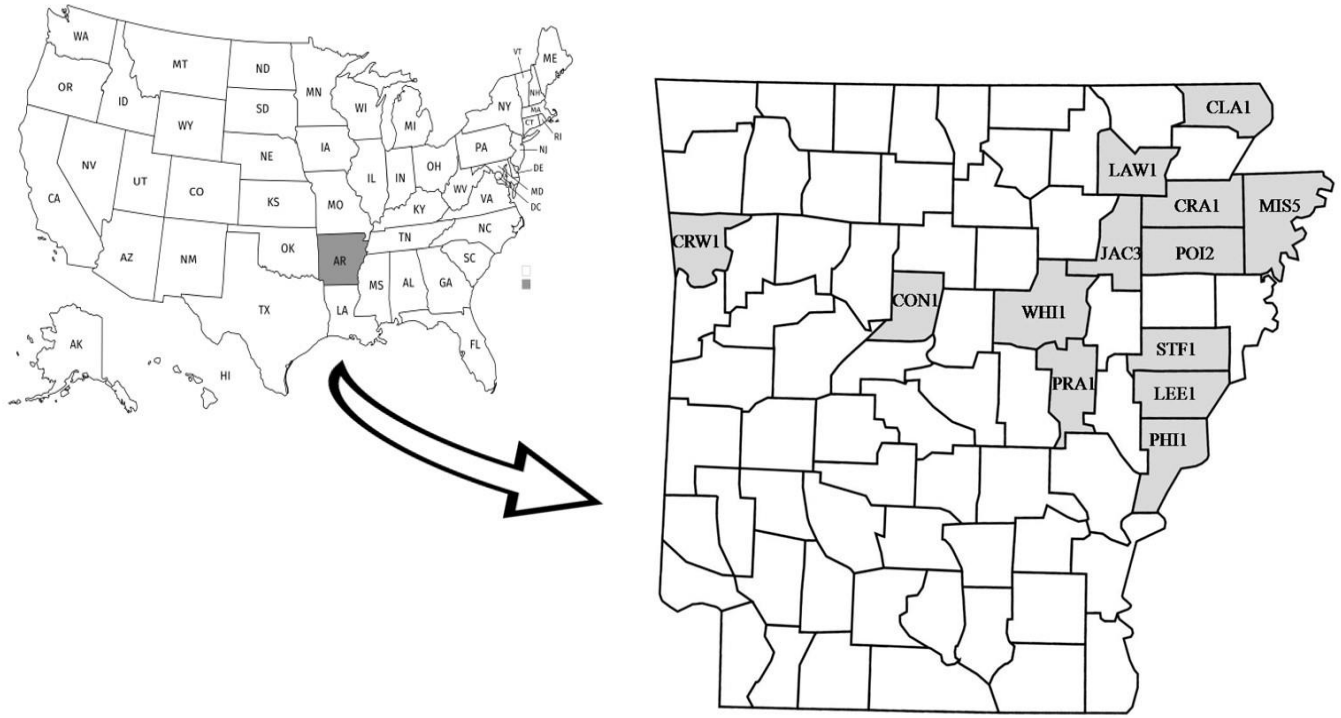 WA
MT
ND
MN
VT
ME
OR
ID
SD
WI
NY
NH
MA
CT
RI
WY
MI
NV
NE
IA
PA
NJ
CA
UT
CO
IL
IN
OH
DE
MD
DC
KS
MO
WV
VA
KY
AZ
NM
OK
AR
TN
NC
SC
TX
LA
MS
AL
GA
FL
AK
HI
CLA1
LAW1
CRA1
MIS5
CRW1
JAC3
POI2
CON1
WHI1
STF1
PRA1
LEE1
PHI1